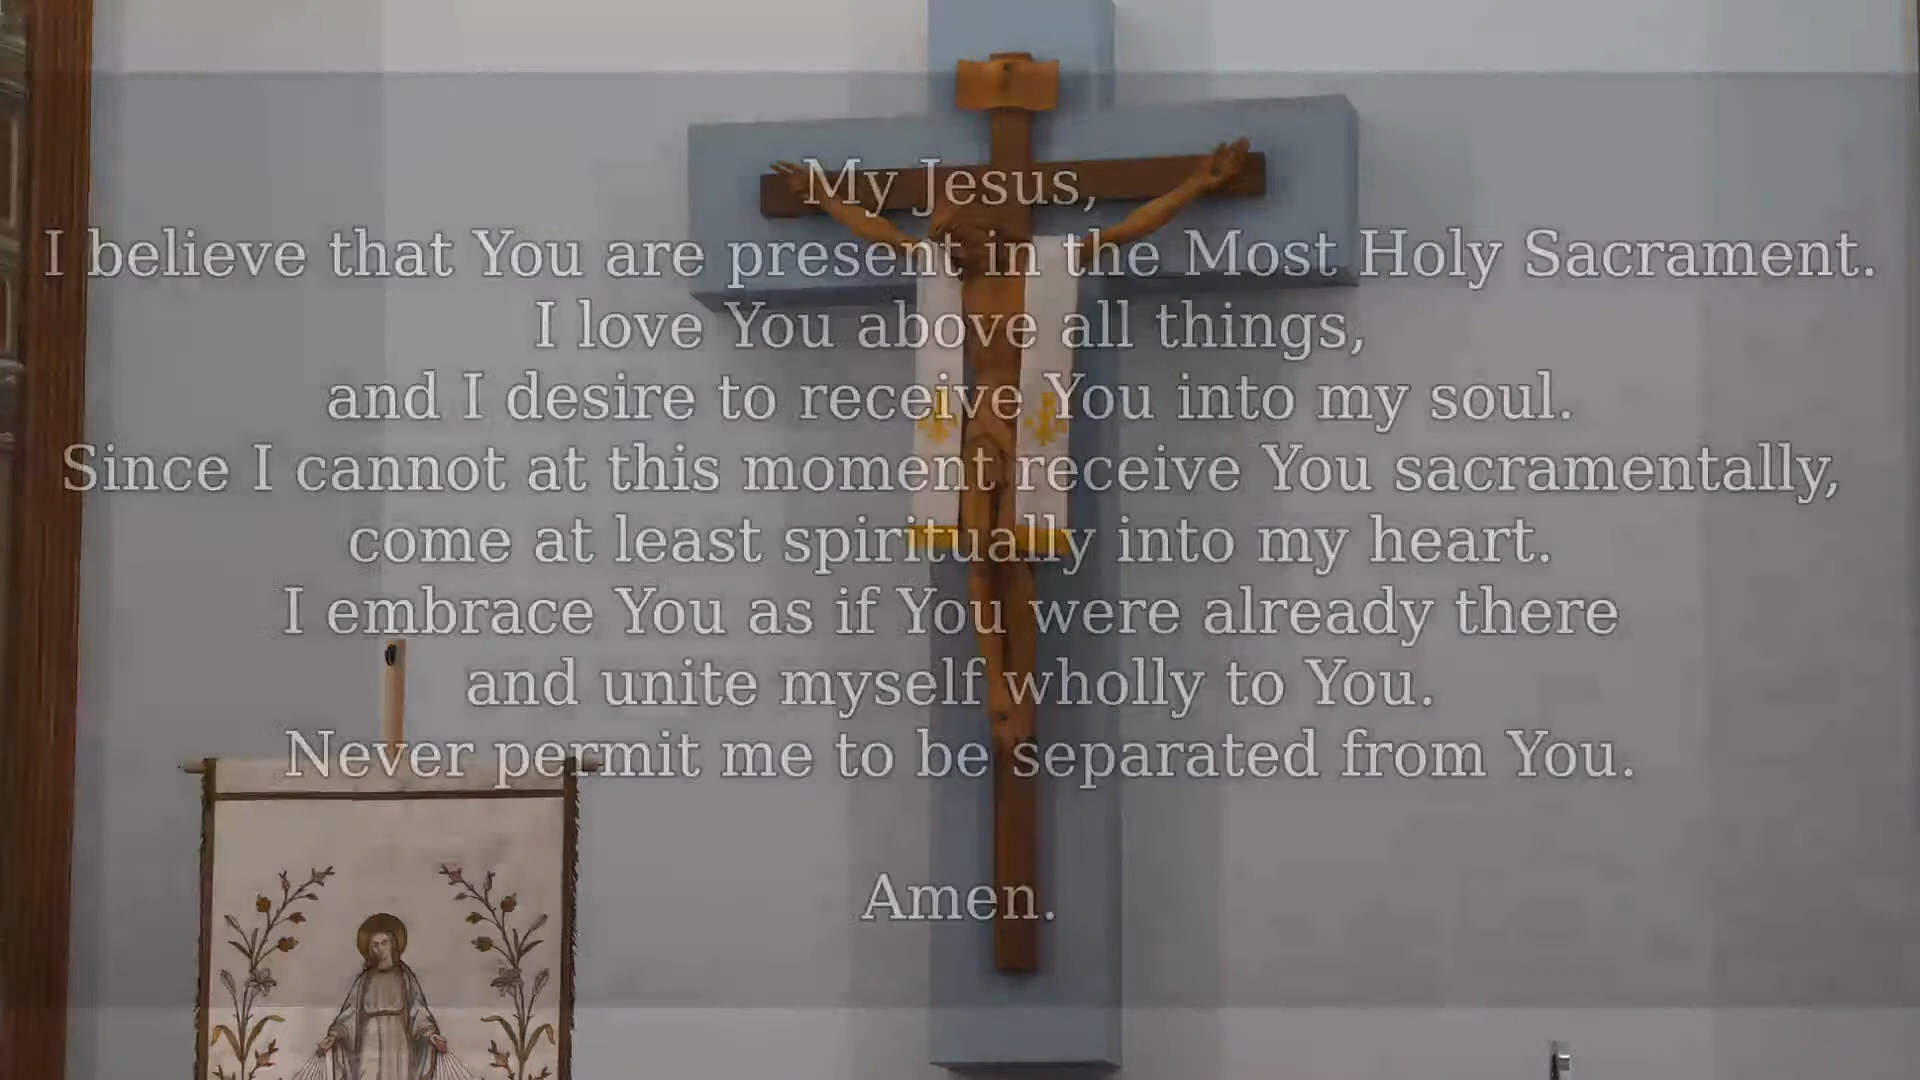 My Jesus,
I believe that You are present in the Most Holy Sacrament.
I love You above all things,
and I desire to receive You into my soul.
Since I cannot at this moment receive You sacramentally,
come at least spiritually into my heart.
I embrace You as if You were already there
and unite myself wholly to You.
Never permit me to be separated from You.
Amen.